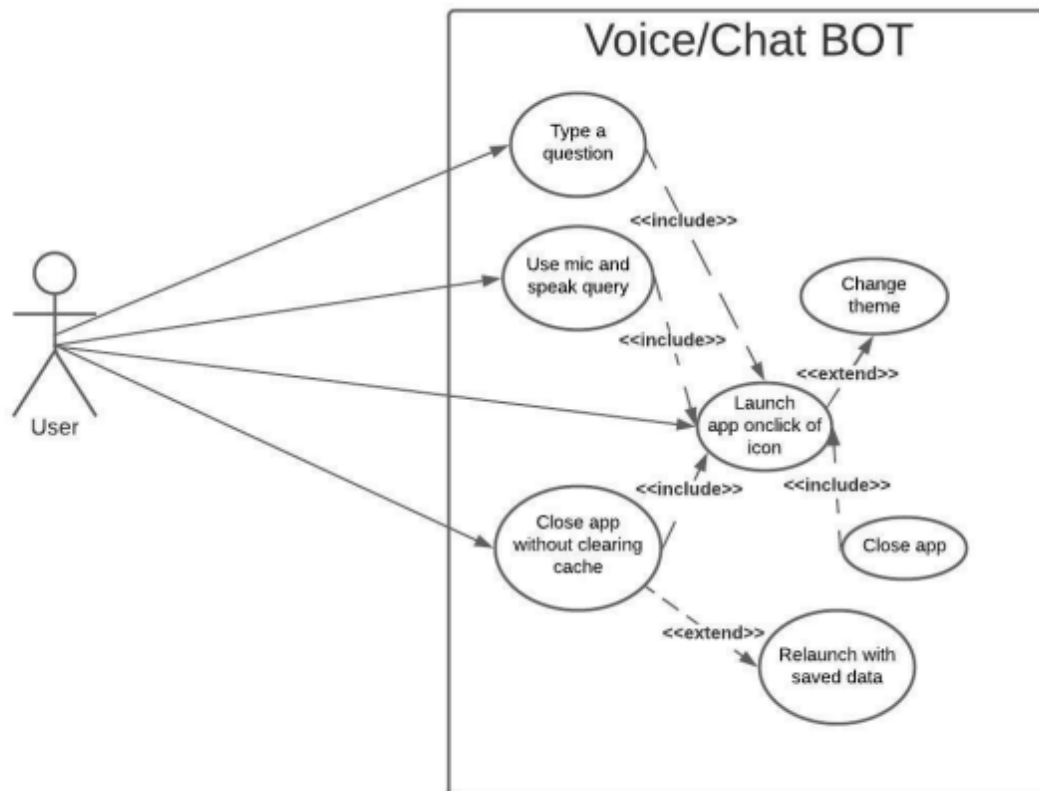 Voice/Chat BOT
Type a
question
<<include>>
Use mic and
speak query
Change
theme
<<include>>
<<extend>>
User
Launch
app onclick of
icon
<<include>>
<<include>>
Close app
without clearing
cache
Close app
<<extend>>
Relaunch with
saved data